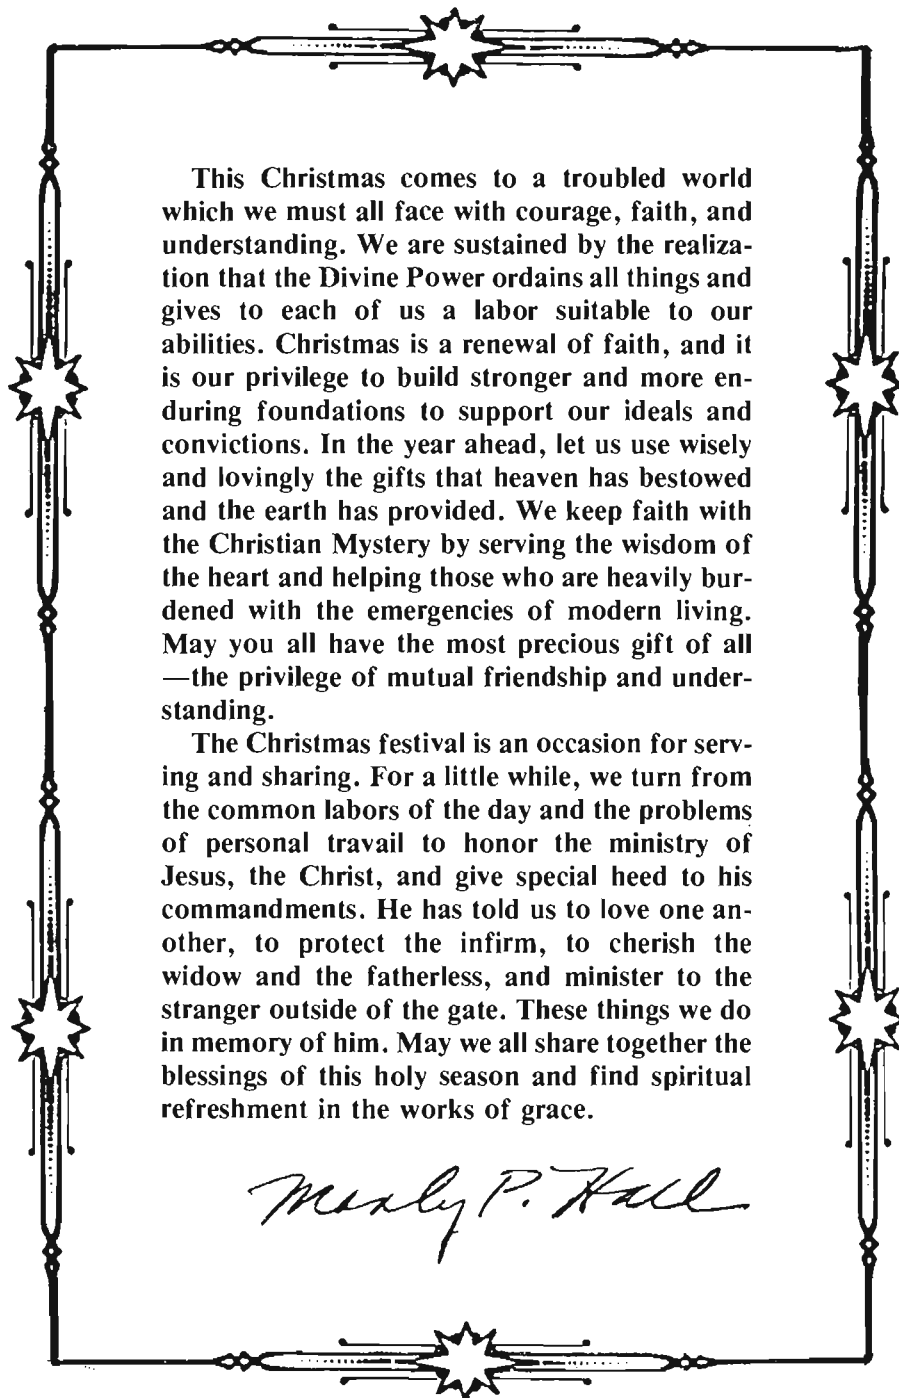 This Christmas comes to a troubled world
which we must all face with courage, faith, and
understanding. We are sustained by the realiza-
tion that the Divine Power ordains all things and
gives to each of us a labor suitable to our
abilities. Christmas is a renewal of faith, and it
is our privilege to build stronger and more en-
during foundations to support our ideals and
convictions. In the year ahead, let us use wisely
and lovingly the gifts that heaven has bestowed
and the earth has provided. We keep faith with
the Christian Mystery by serving the wisdom of
the heart and helping those who are heavily bur-
dened with the emergencies of modern living.
May you all have the most precious gift of all
—the privilege of mutual friendship and under-
standing.
The Christmas festival is an occasion for serv-
ing and sharing. For a little while, we turn from
the common labors of the day and the problems
of personal travail to honor the ministry of
Jesus, the Christ, and give special heed to his
commandments. He has told us to love one an-
other, to protect the infirm, to cherish the
widow and the fatherless, and minister to the
stranger outside of the gate. These things we do
in memory of him. May we all share together the
blessings of this holy season and find spiritual
refreshment in the works of grace.
Manly P. Hall